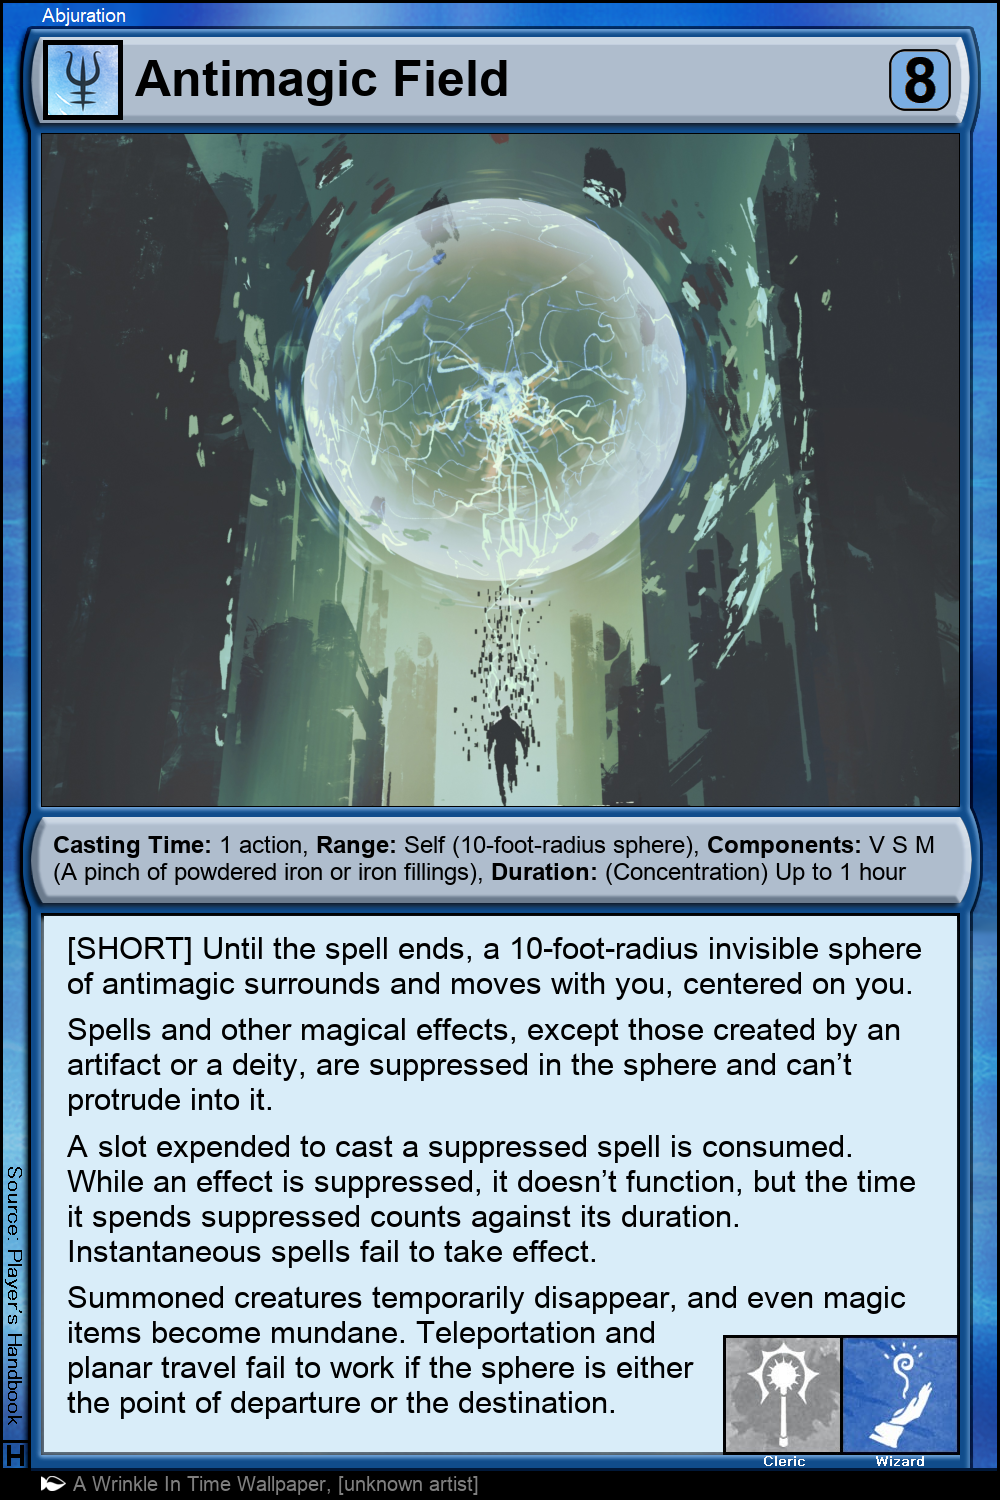 Abjuration
Antimagic Field
8
Casting Time: 1 action, Range: Self (10-foot-radius sphere), Components: V S M
(A pinch of powdered iron or iron fillings), Duration: (Concentration) Up to 1 hour
[SHORT] Until the spell ends, a 10-foot-radius invisible sphere
of antimagic surrounds and moves with you, centered on you.
Spells and other magical effects, except those created by an
artifact or a deity, are suppressed in the sphere and can’t
protrude into it.
A slot expended to cast a suppressed spell is consumed.
While an effect is suppressed, it doesn’t function, but the time
it spends suppressed counts against its duration.
Instantaneous spells fail to take effect.
Summoned creatures temporarily disappear, and even magic
items become mundane. Teleportation and
planar travel fail to work if the sphere is either
the point of departure or the destination.
Cleric
Wizard
Source: Player's Handbook
H
A Wrinkle In Time Wallpaper, [unknown artist]